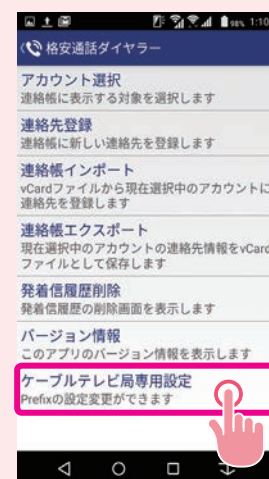 98% 1:10
格安通話ダイヤラー
アカウント選択
連絡帳に表示する対象を選択します
連絡先登録
連絡帳に新しい連絡先を登録します
連絡帳インポート
vCardファイルから現在選択中のアカウントに
連絡先を登録します
連絡帳エクスポート
現在選択中のアカウントの連絡先情報をvCard
ファイルとして保存します
発着信履歴削除
発着信履歴の削除画面を表示します
バージョン情報
このアプリのバージョン情報を表示します
ケーブルテレビ局専用設定
Prefixの設定変更ができます